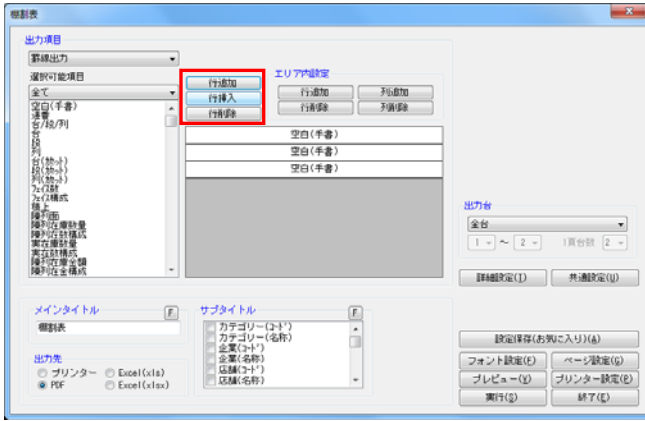 棚割表
出力項目
罫線出力
選択可能項目
全て
空白(手書)
連番
台/段/列
台
段
列
台(カット)
段(カット)
列(カット)
フェイス数
フェイス構成
積上
陳列面
陳列在庫数量
陳列在数構成
実在庫数量
実在数構成
陳列在庫金額
陳列在金構成
行追加
行挿入
行削除
エリア内設定
行追加
列追加
行削除
列削除
空白(手書)
空白(手書)
空白(手書)
出力台
全台
1 ～ 2 1頁台数 2
詳細設定(I)
共通設定(U)
メインタイトル
F
棚割表
出力先
プリンター
Excel(xls)
PDF
Excel(xlsx)
サブタイトル
F
カテゴリー(コード)
カテゴリー(名称)
企業(コード)
企業(名称)
店舗(コード)
店舗(名称)
設定保存(お気に入り)(A)
フォント設定(F)
ページ設定(G)
プレビュー(V)
プリンター設定(P)
実行(S)
終了(E)